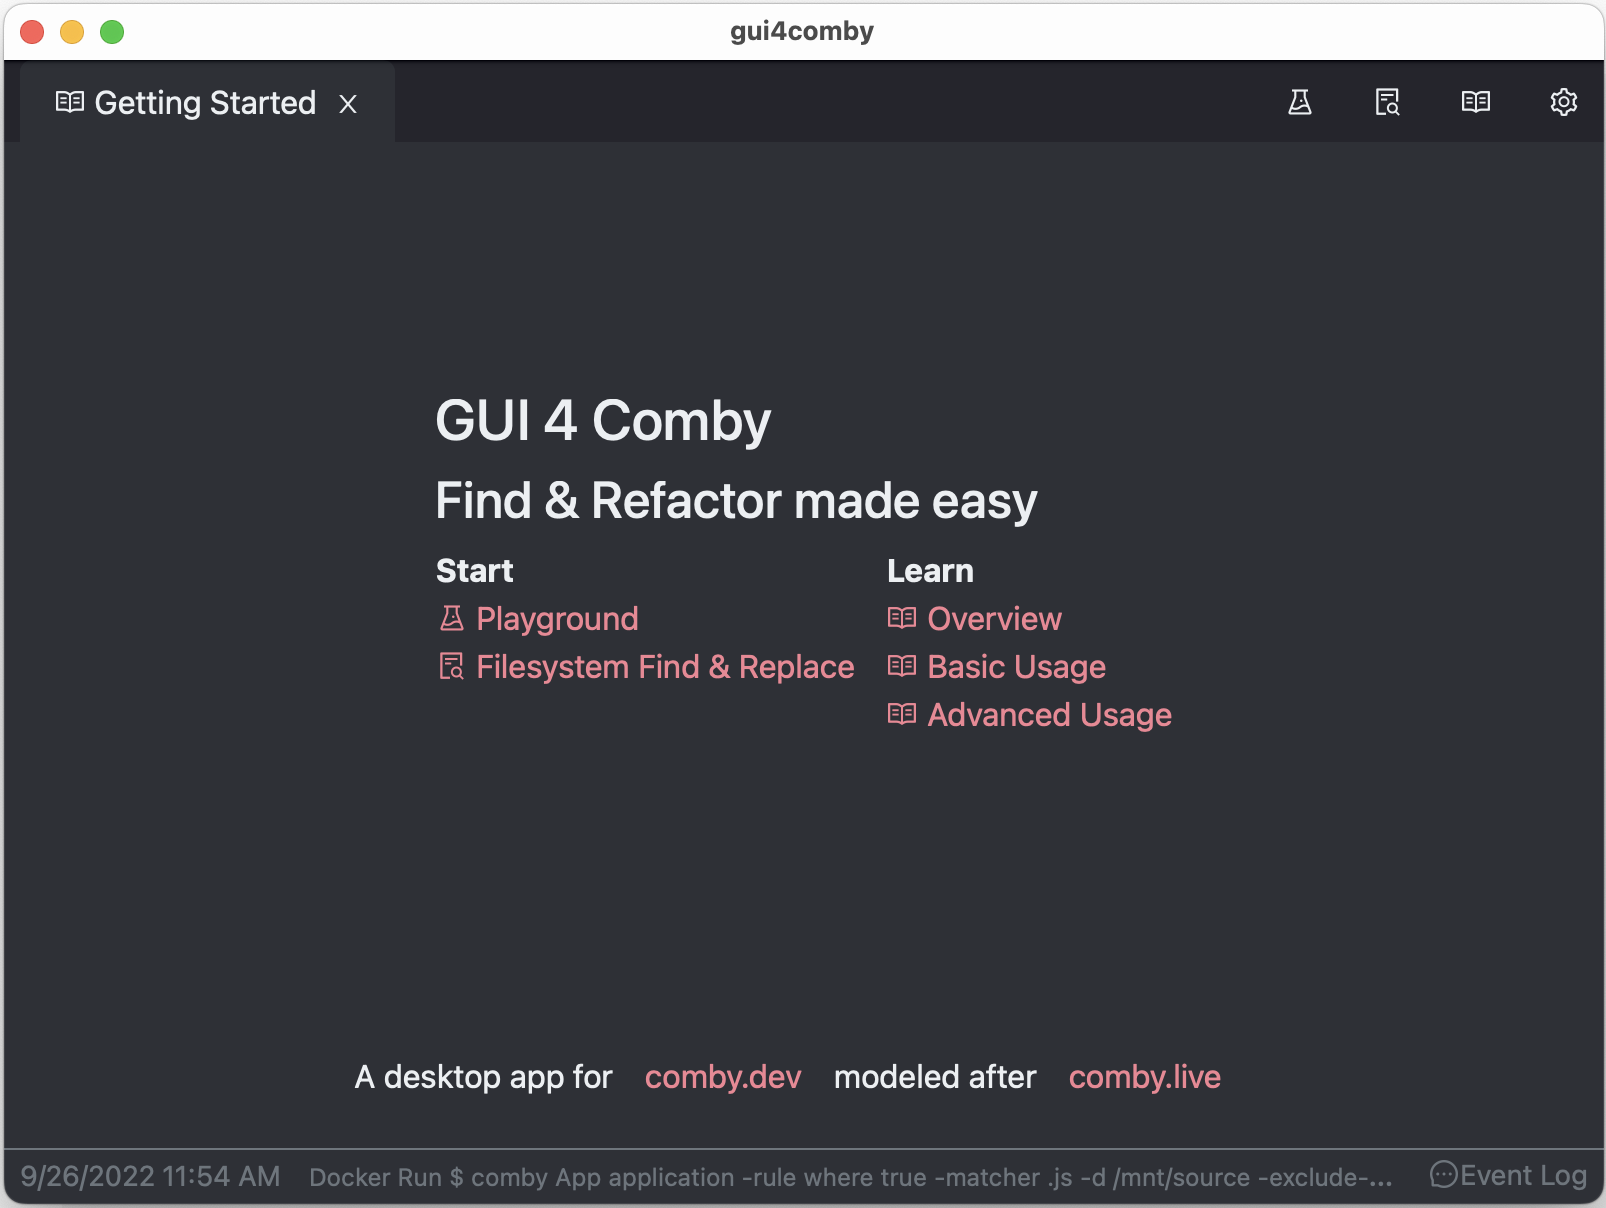 gui4comby
Getting Started X
GUI 4 Comby
Find & Refactor made easy
Start
Playground
Filesystem Find & Replace
Learn
Overview
Basic Usage
Advanced Usage
A desktop app for comby.dev modeled after comby.live
9/26/2022 11:54 AM Docker Run $ comby App application -rule where true -matcher .js -d /mnt/source -exclude-... Event Log